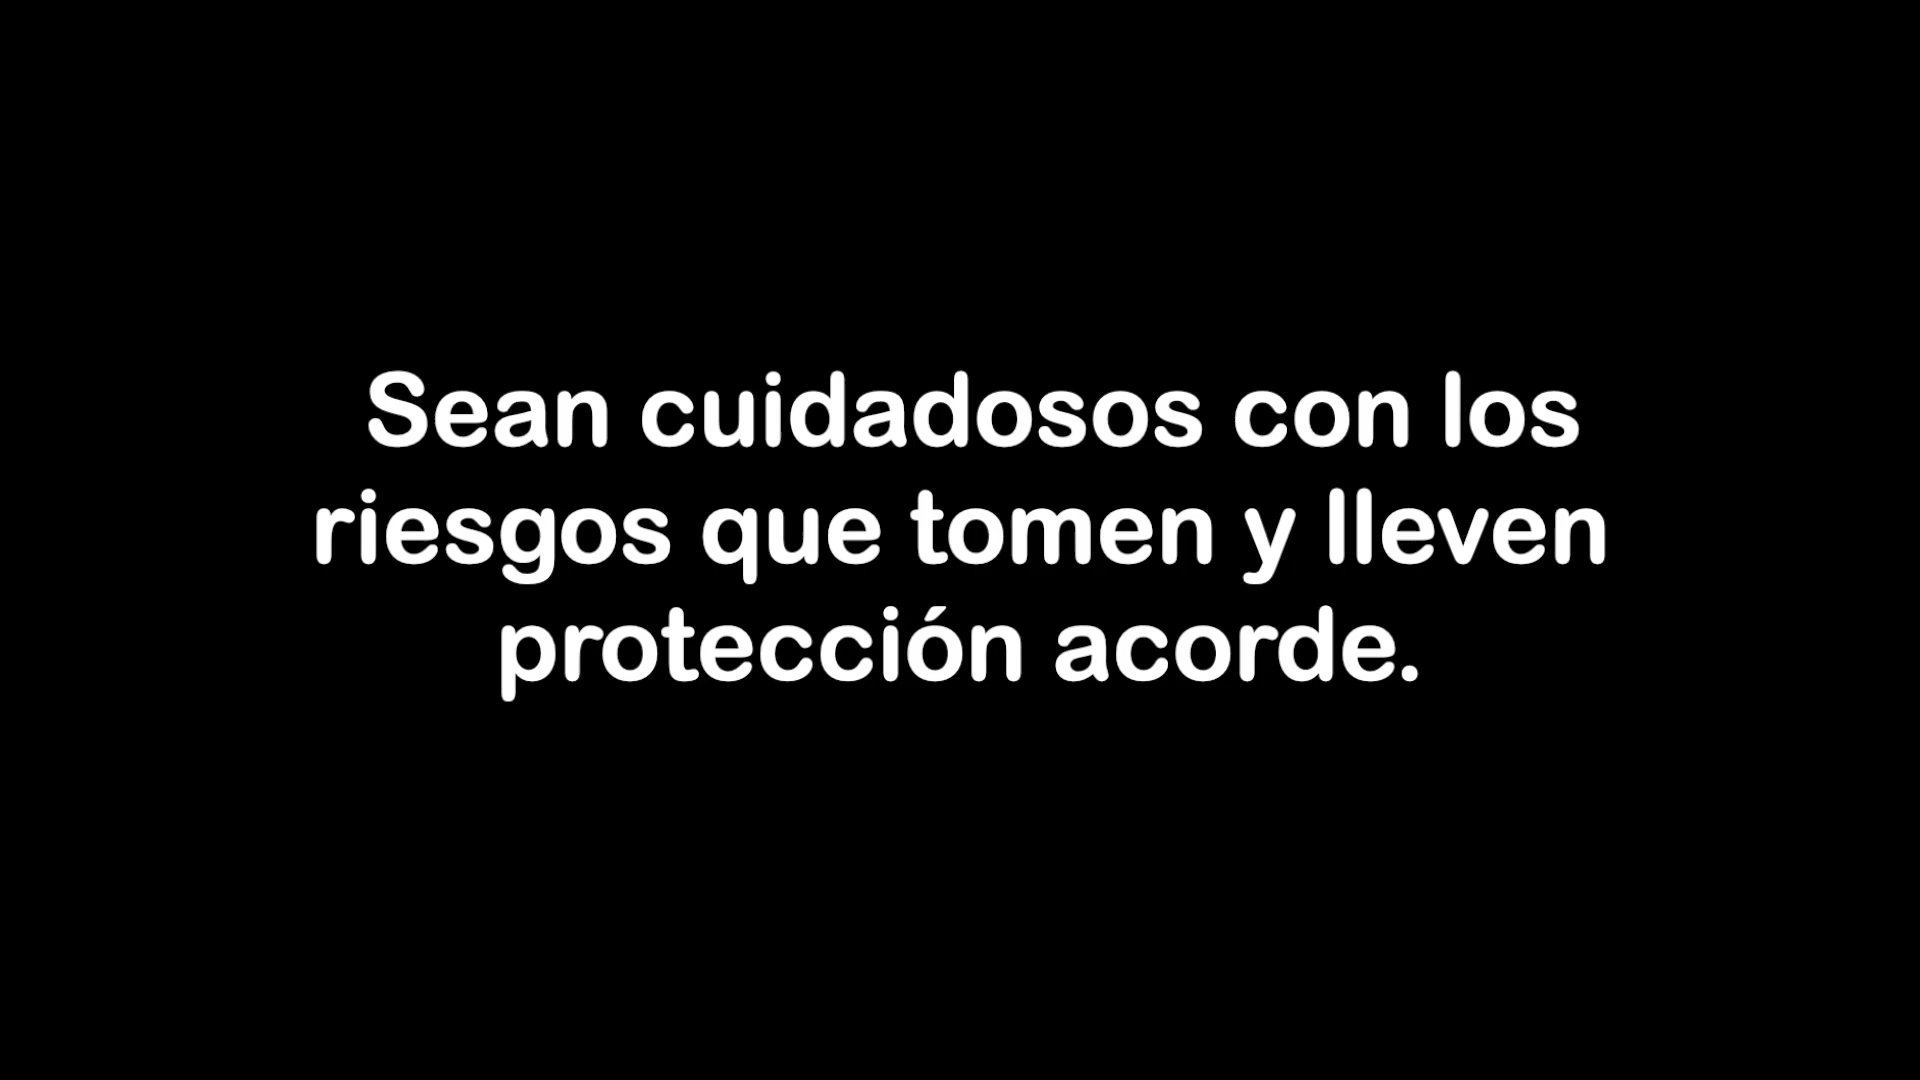 Sean cuidadosos con los
riesgos que tomen y lleven
protección acorde.